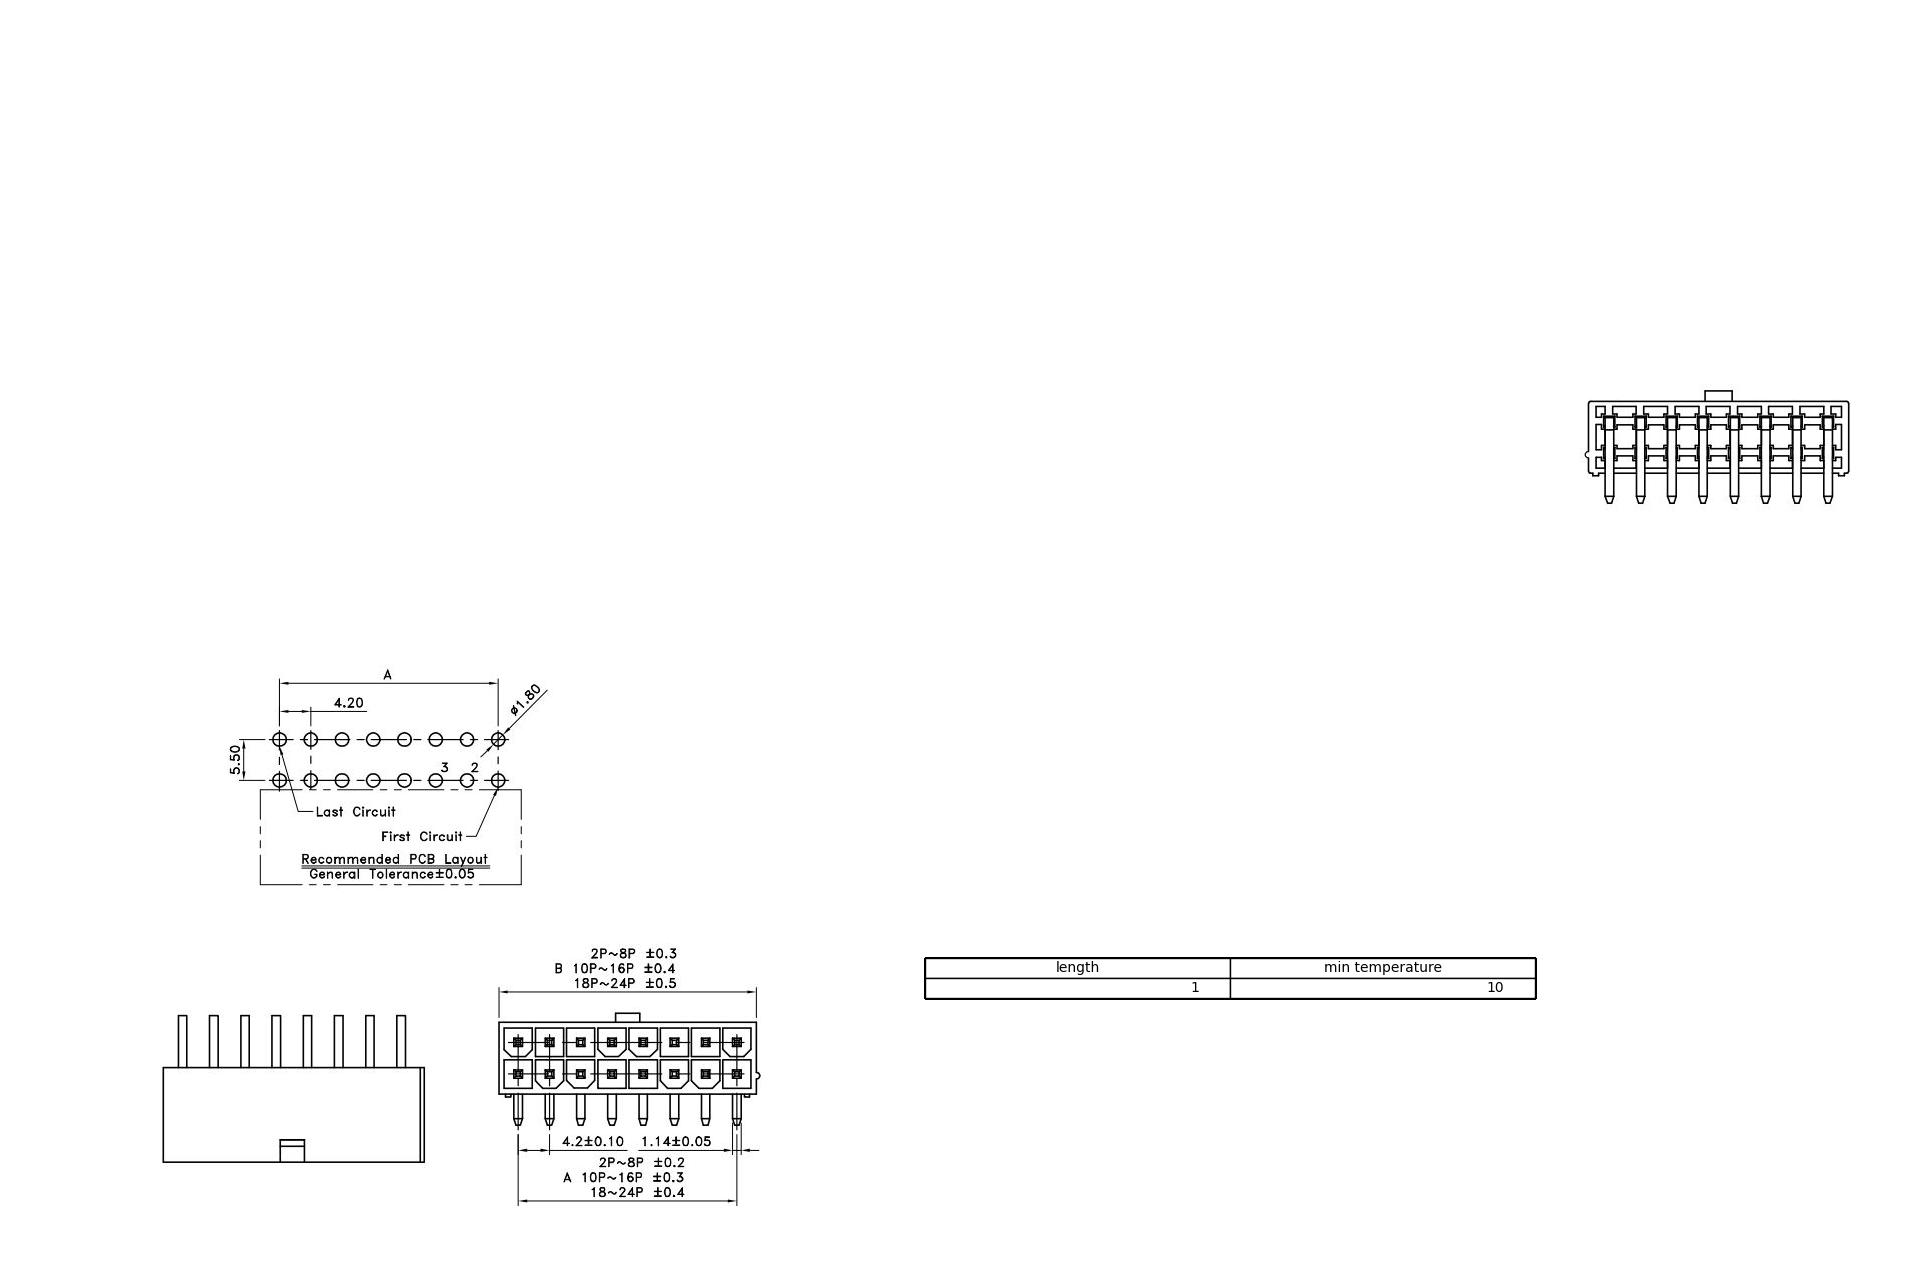 A
4.20
ø1.80
5.50
3 2
Last Circuit
First Circuit
Recommended PCB Layout
General Tolerance±0.05
2P~8P ±0.3
B 10P~16P ±0.4
18P~24P ±0.5
length min temperature
1 10
4.2±0.10 1.14±0.05
2P~8P ±0.2
A 10P~16P ±0.3
18~24P ±0.4